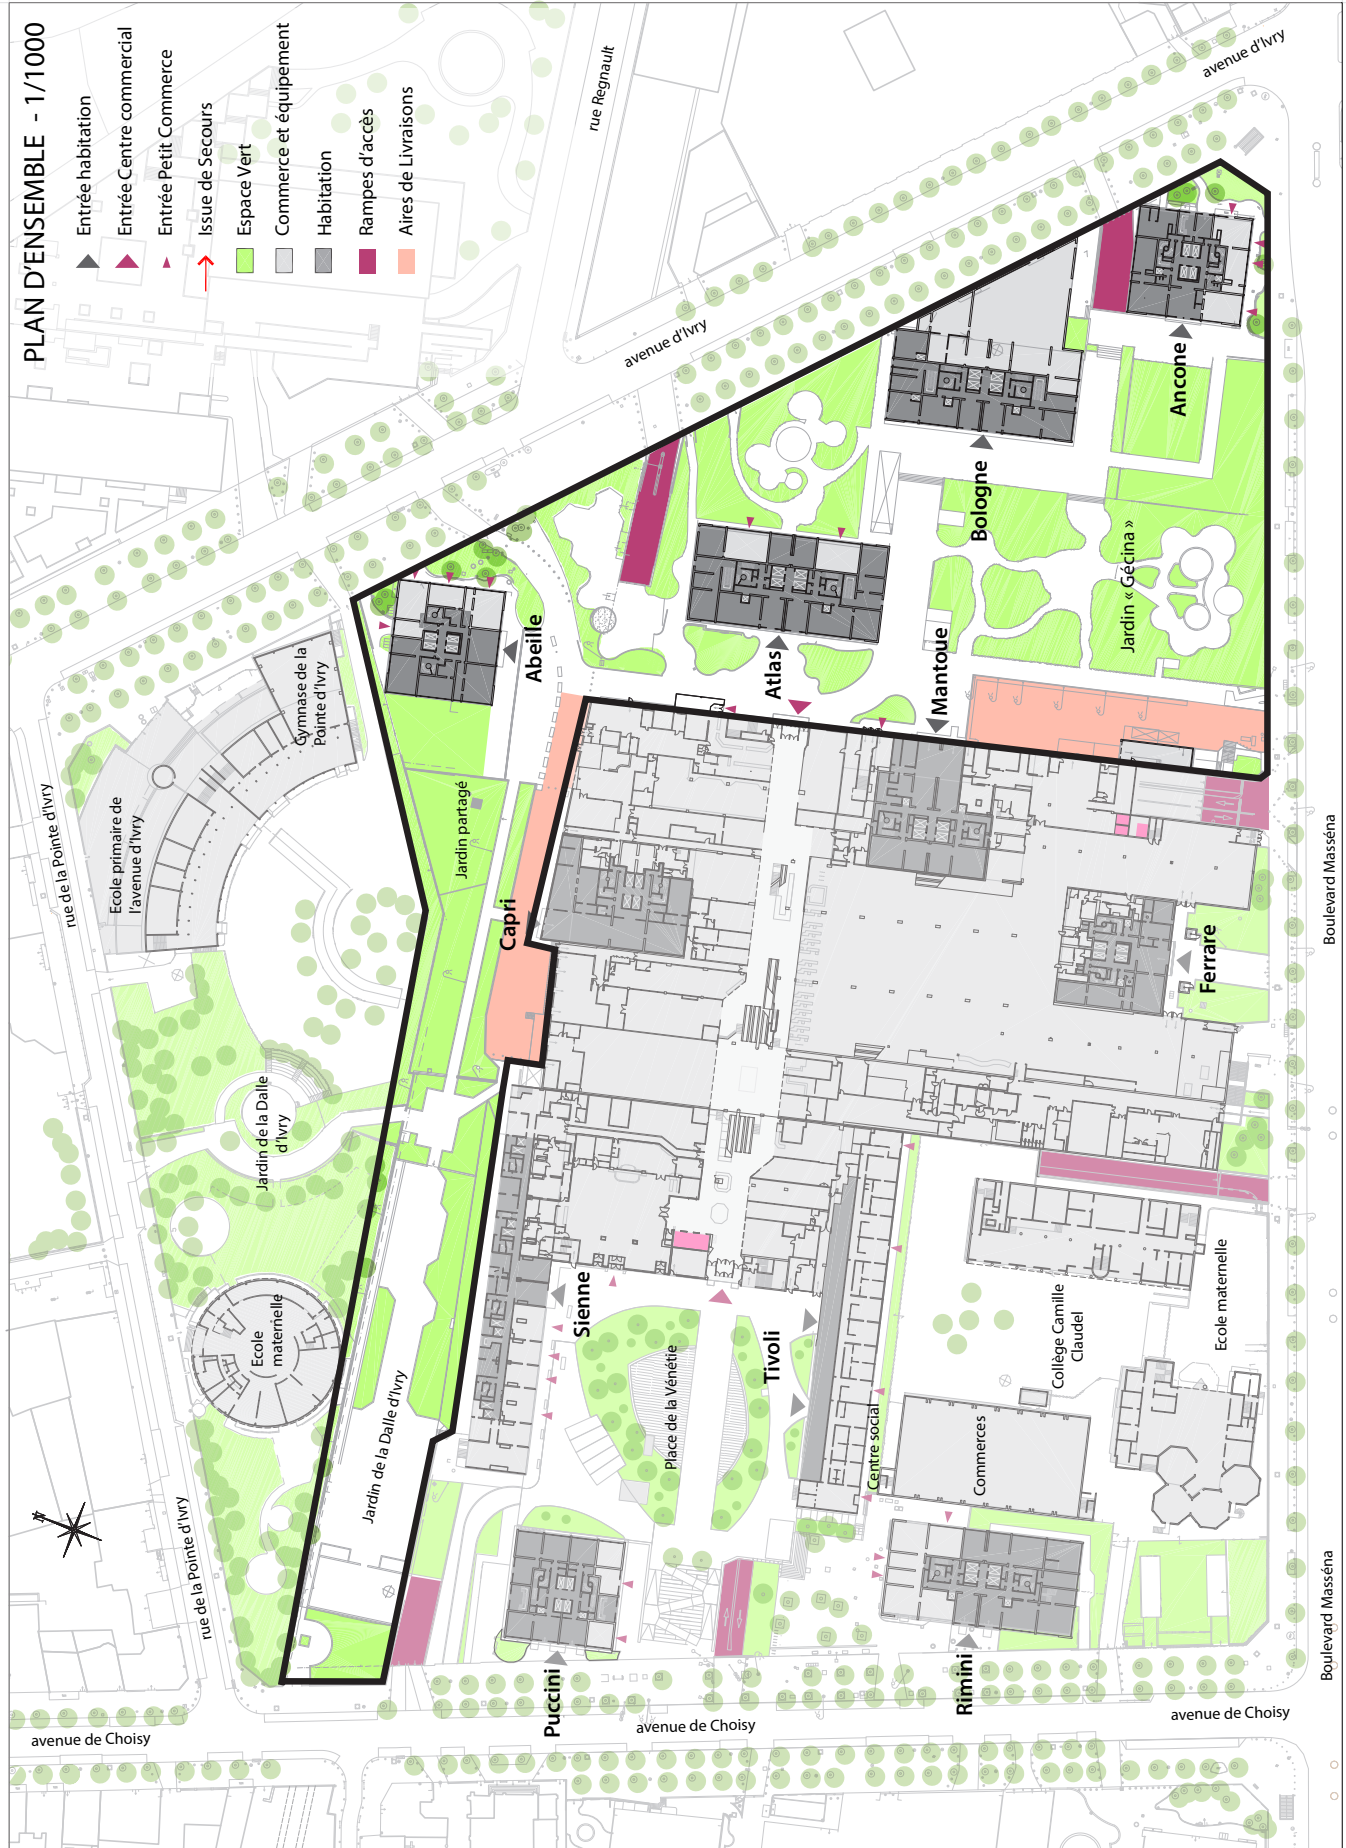 PLAN D'ENSEMBLE - 1/1000
Entrée habitation
Entrée Centre commercial
Entrée Petit Commerce
Issue de Secours
Espace Vert
Commerce et équipement
Habitation
Rampes d'accès
Aires de Livraisons
rue Regnault
avenue d'Ivry
avenue d'Ivry
rue de la Pointe d'Ivry
Ecole primaire de
l'avenue d'Ivry
Gymnase de la
Pointe d'Ivry
Abeille
Jardin partagé
Capri
Atlas
Mantoue
Bologne
Ancone
Jardin « Gécina »
Boulevard Masséna
Ferrare
Jardin de la Dalle
d'Ivry
Ecole
maternelle
Jardin de la Dalle d'Ivry
rue de la Pointe d'Ivry
N
Sienne
Place de la Vénétie
Tivoli
Centre social
Commerces
Collège Camille
Claudel
Ecole maternelle
Puccini
Rimini
Boulevard Masséna
avenue de Choisy
avenue de Choisy
avenue de Choisy